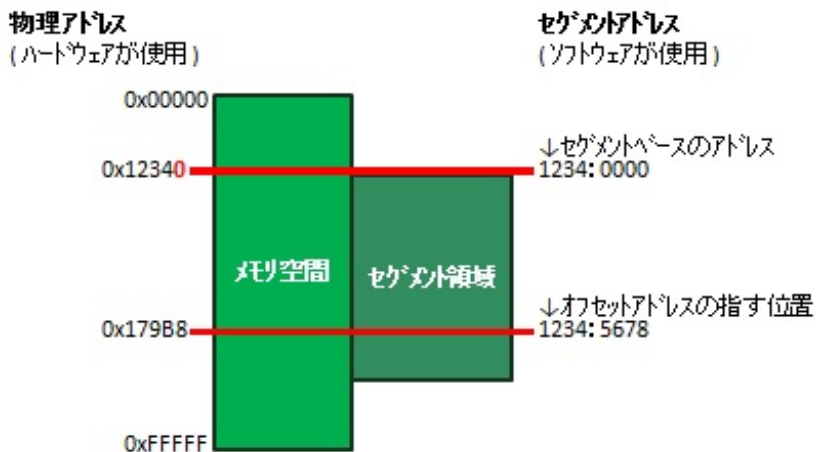 物理アドレス
(ハードウェアが使用)
セグメントアドレス
(ソフトウェアが使用)
0x00000
↓セグメントベースのアドレス
0x12340
1234:0000
メモリ空間
セグメント領域
↓オフセットアドレスの指す位置
0x179B8
1234:5678
0xFFFFF